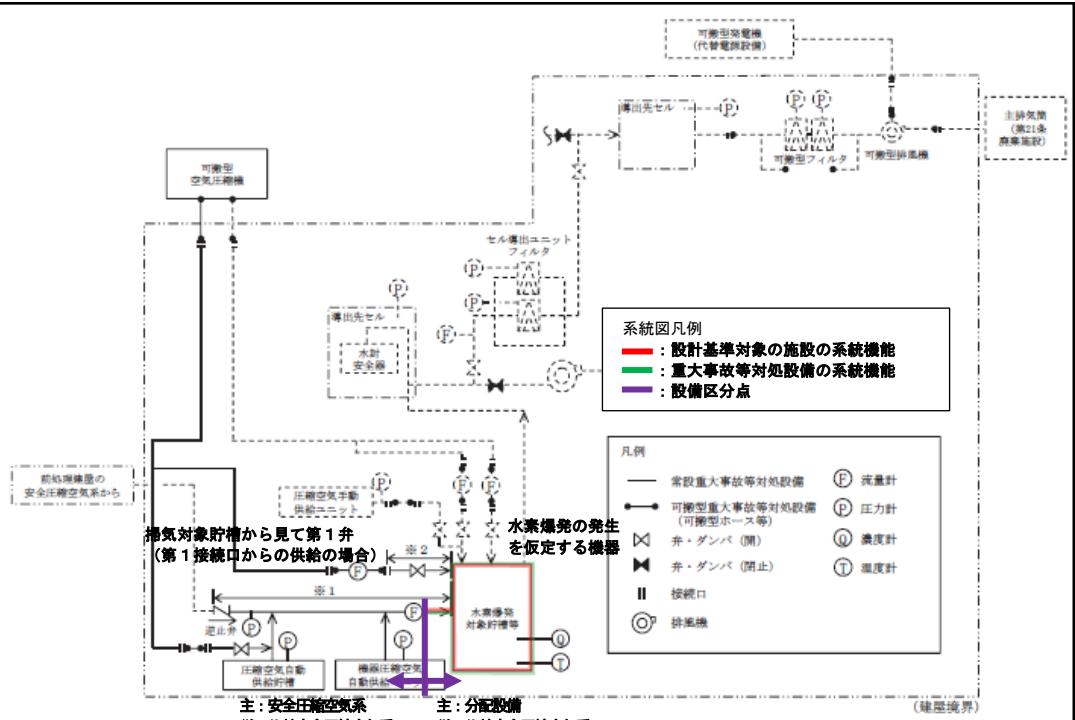 可搬型発電機
(代替電源設備)
導出先セル
P
P
P
主排気筒
(第21条
廃棄施設)
可搬型フィルタ
可搬型排風機
可搬型
空気圧縮機
セル導出ユニット
フィルタ
P
P
P
F
導出先セル
水封
安全器
系統図凡例
:設計基準対象の施設の系統機能
:重大事故等対処設備の系統機能
:設備区分点
凡例
常設重大事故等対処設備
可搬型重大事故等対処設備
(可搬型ホース等)
弁・ダンパ(開)
弁・ダンパ(閉止)
接続口
排風機
F 流量計
P 圧力計
Q 濃度計
T 温度計
前処理建屋の
安全圧縮空気系から
圧縮空気手動
供給ユニット
P
F
F
掃気対象貯槽から見て第1弁
(第1接続口からの供給の場合)
水素爆発の発生
を仮定する機器
※2
F
※1
F
逆止弁
P
P
P
水素爆発
対象貯槽等
Q
T
圧縮空気自動
供給貯槽
機器圧縮空気
自動供給
主:安全圧縮空気系
主:分配設備
(建屋境界)